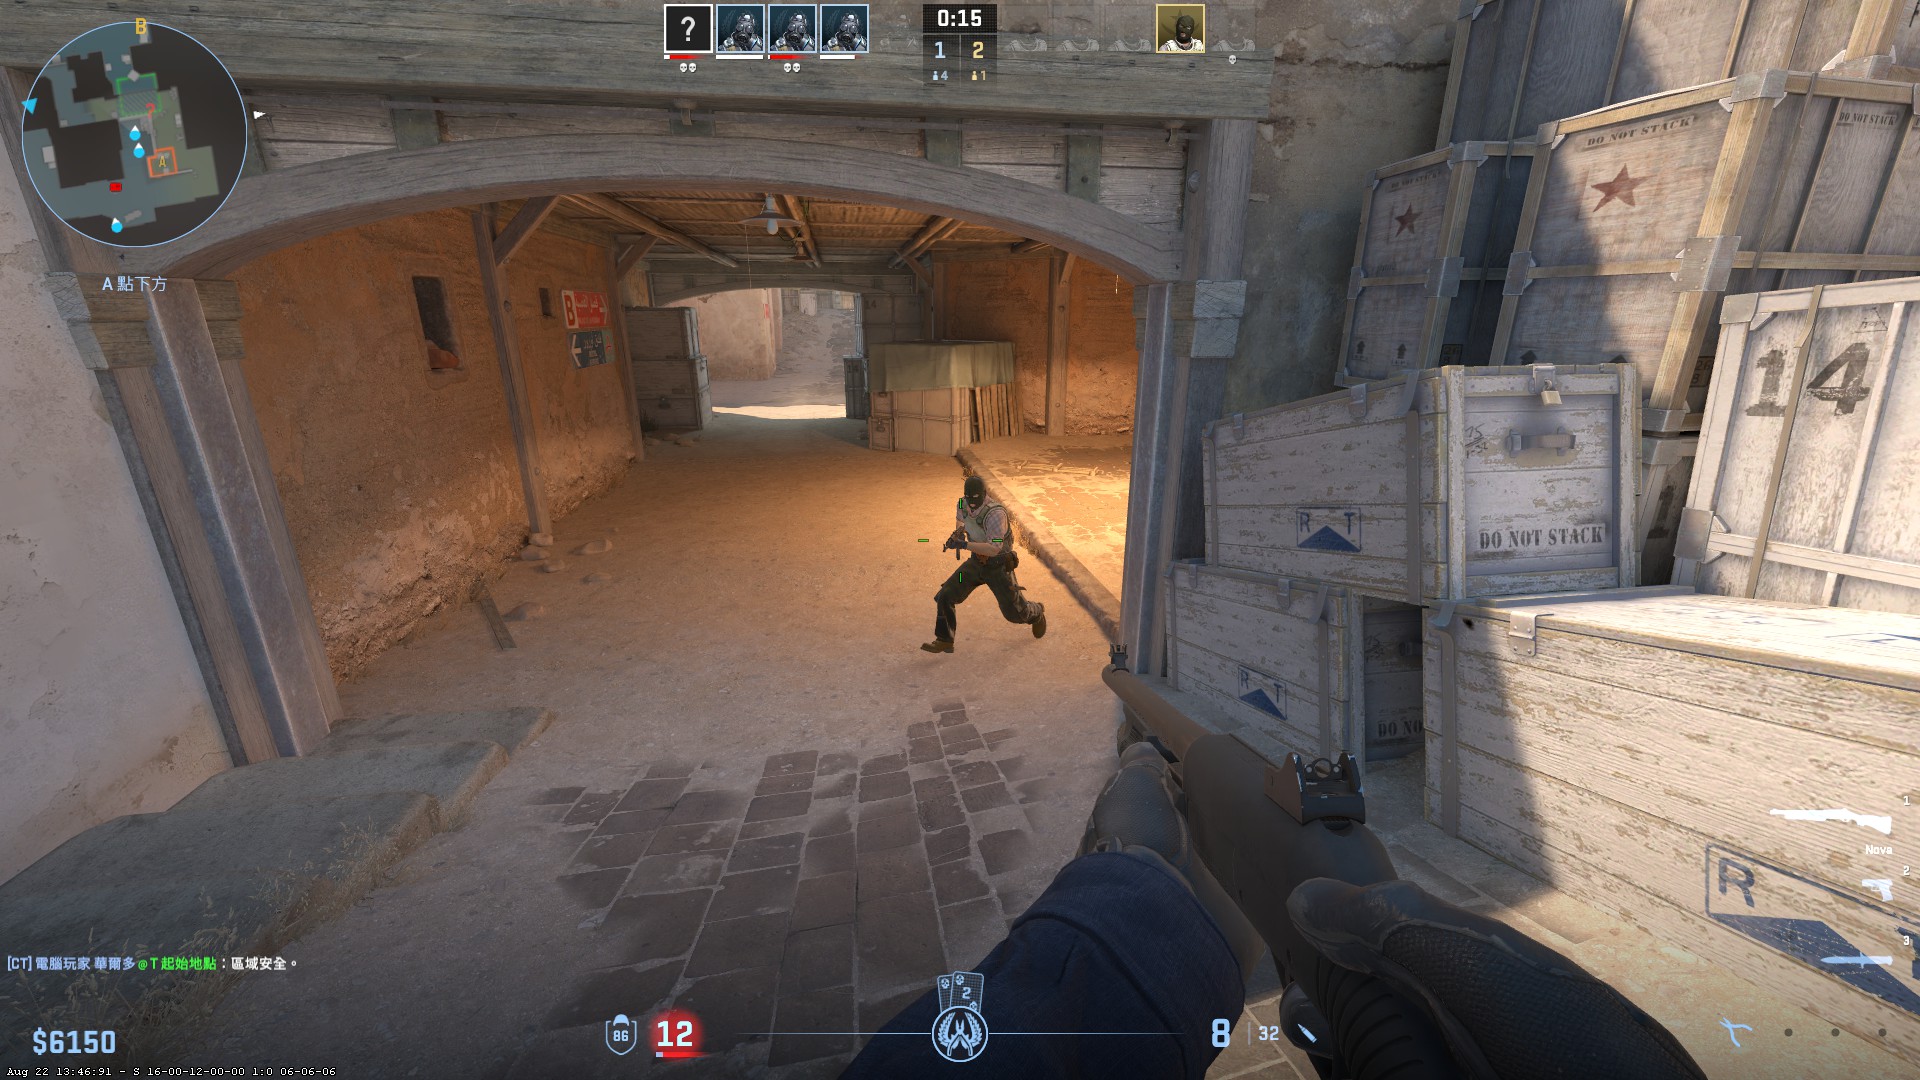 B
?
0:15
1 2
4 1
A
A 點下方
DO NOT STACK
DO NOT STACK
B
14
R T
DO NOT STACK
R T
DO NO
1
Nova
2
R
3
[CT] 電腦玩家 華爾多@T 起始地點：區域安全。
2
$6150
86
12
8 32
Aug 22 13:46:91 - S 16-00-12-00-00 1:0 06-06-06